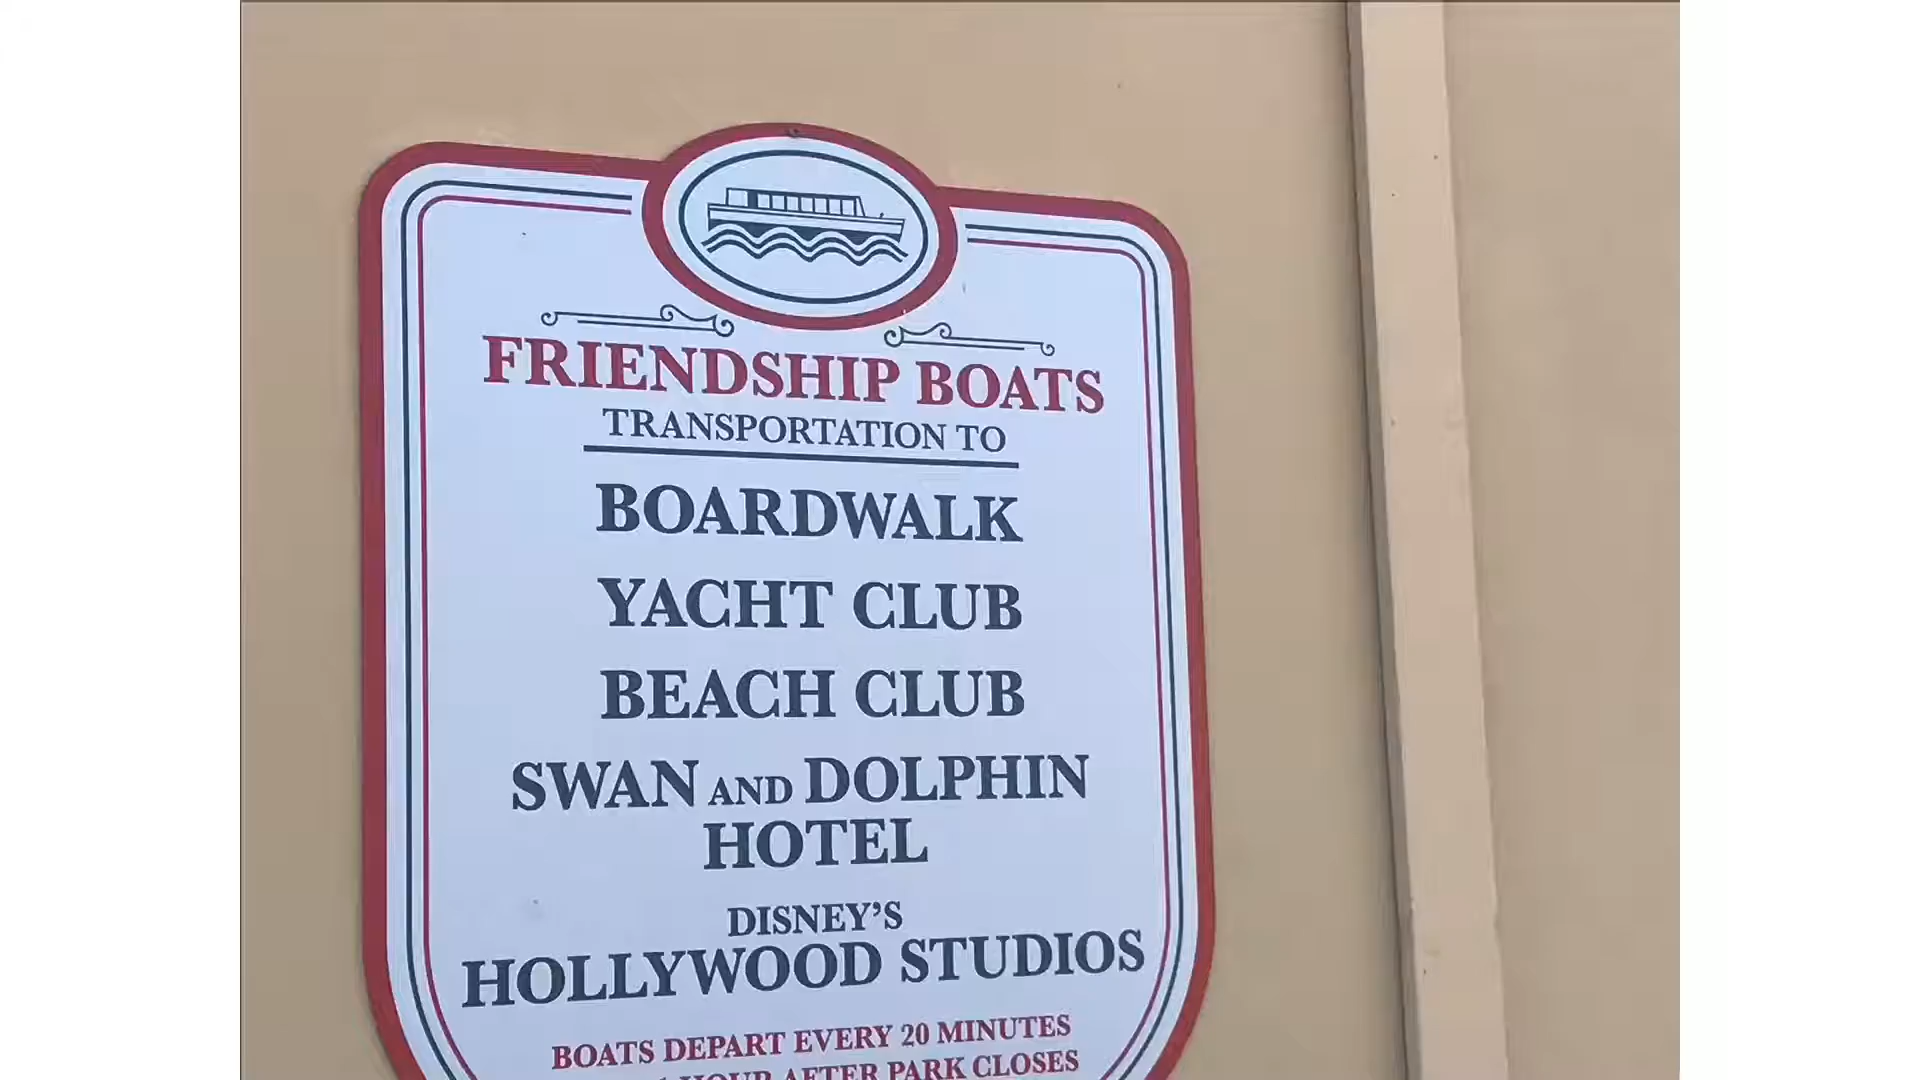 FRIENDSHIP BOATS
TRANSPORTATION TO
BOARDWALK
YACHT CLUB
BEACH CLUB
SWAN AND DOLPHIN
HOTEL
DISNEY'S
HOLLYWOOD STUDIOS
BOATS DEPART EVERY 20 MINUTES
HOUR AFTER PARK CLOSES